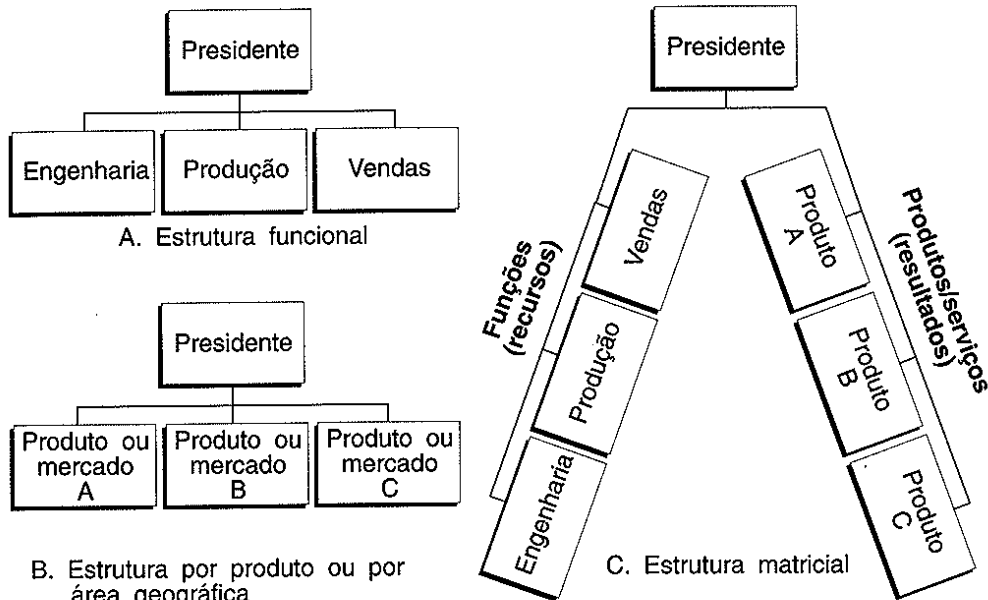 Presidente
Engenharia
Produção
Vendas
A. Estrutura funcional
Presidente
Produto ou
mercado
A
Produto ou
mercado
B
Produto ou
mercado
C
B. Estrutura por produto ou por
área geográfica
Presidente
Funções
(recursos)
Vendas
Produção
Engenharia
Produto
A
Produto
B
Produto
C
Produtos/serviços
(resultados)
C. Estrutura matricial